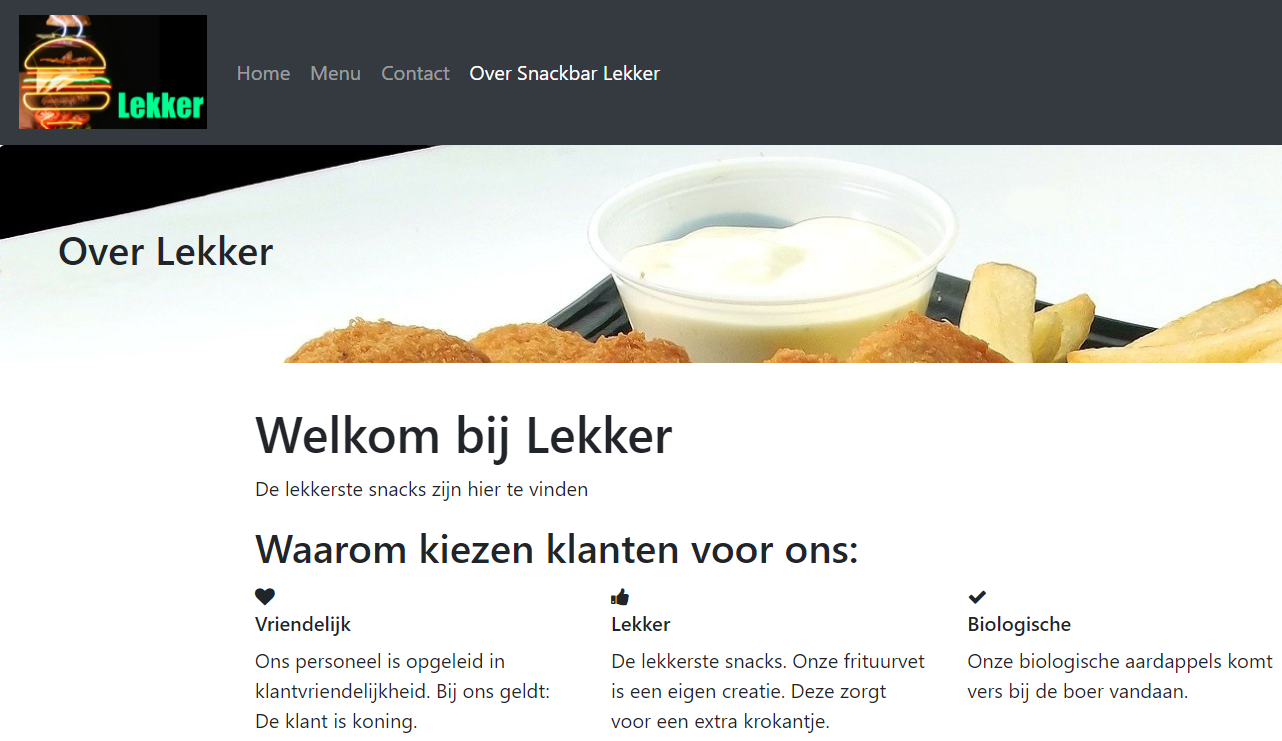 Lekker
Home Menu Contact Over Snackbar Lekker
Over Lekker
Welkom bij Lekker
De lekkerste snacks zijn hier te vinden
Waarom kiezen klanten voor ons:
Vriendelijk
Ons personeel is opgeleid in
klantvriendelijkheid. Bij ons geldt:
De klant is koning.
Lekker
De lekkerste snacks. Onze frituurvet
is een eigen creatie. Deze zorgt
voor een extra krokantje.
Biologische
Onze biologische aardappels komt
vers bij de boer vandaan.